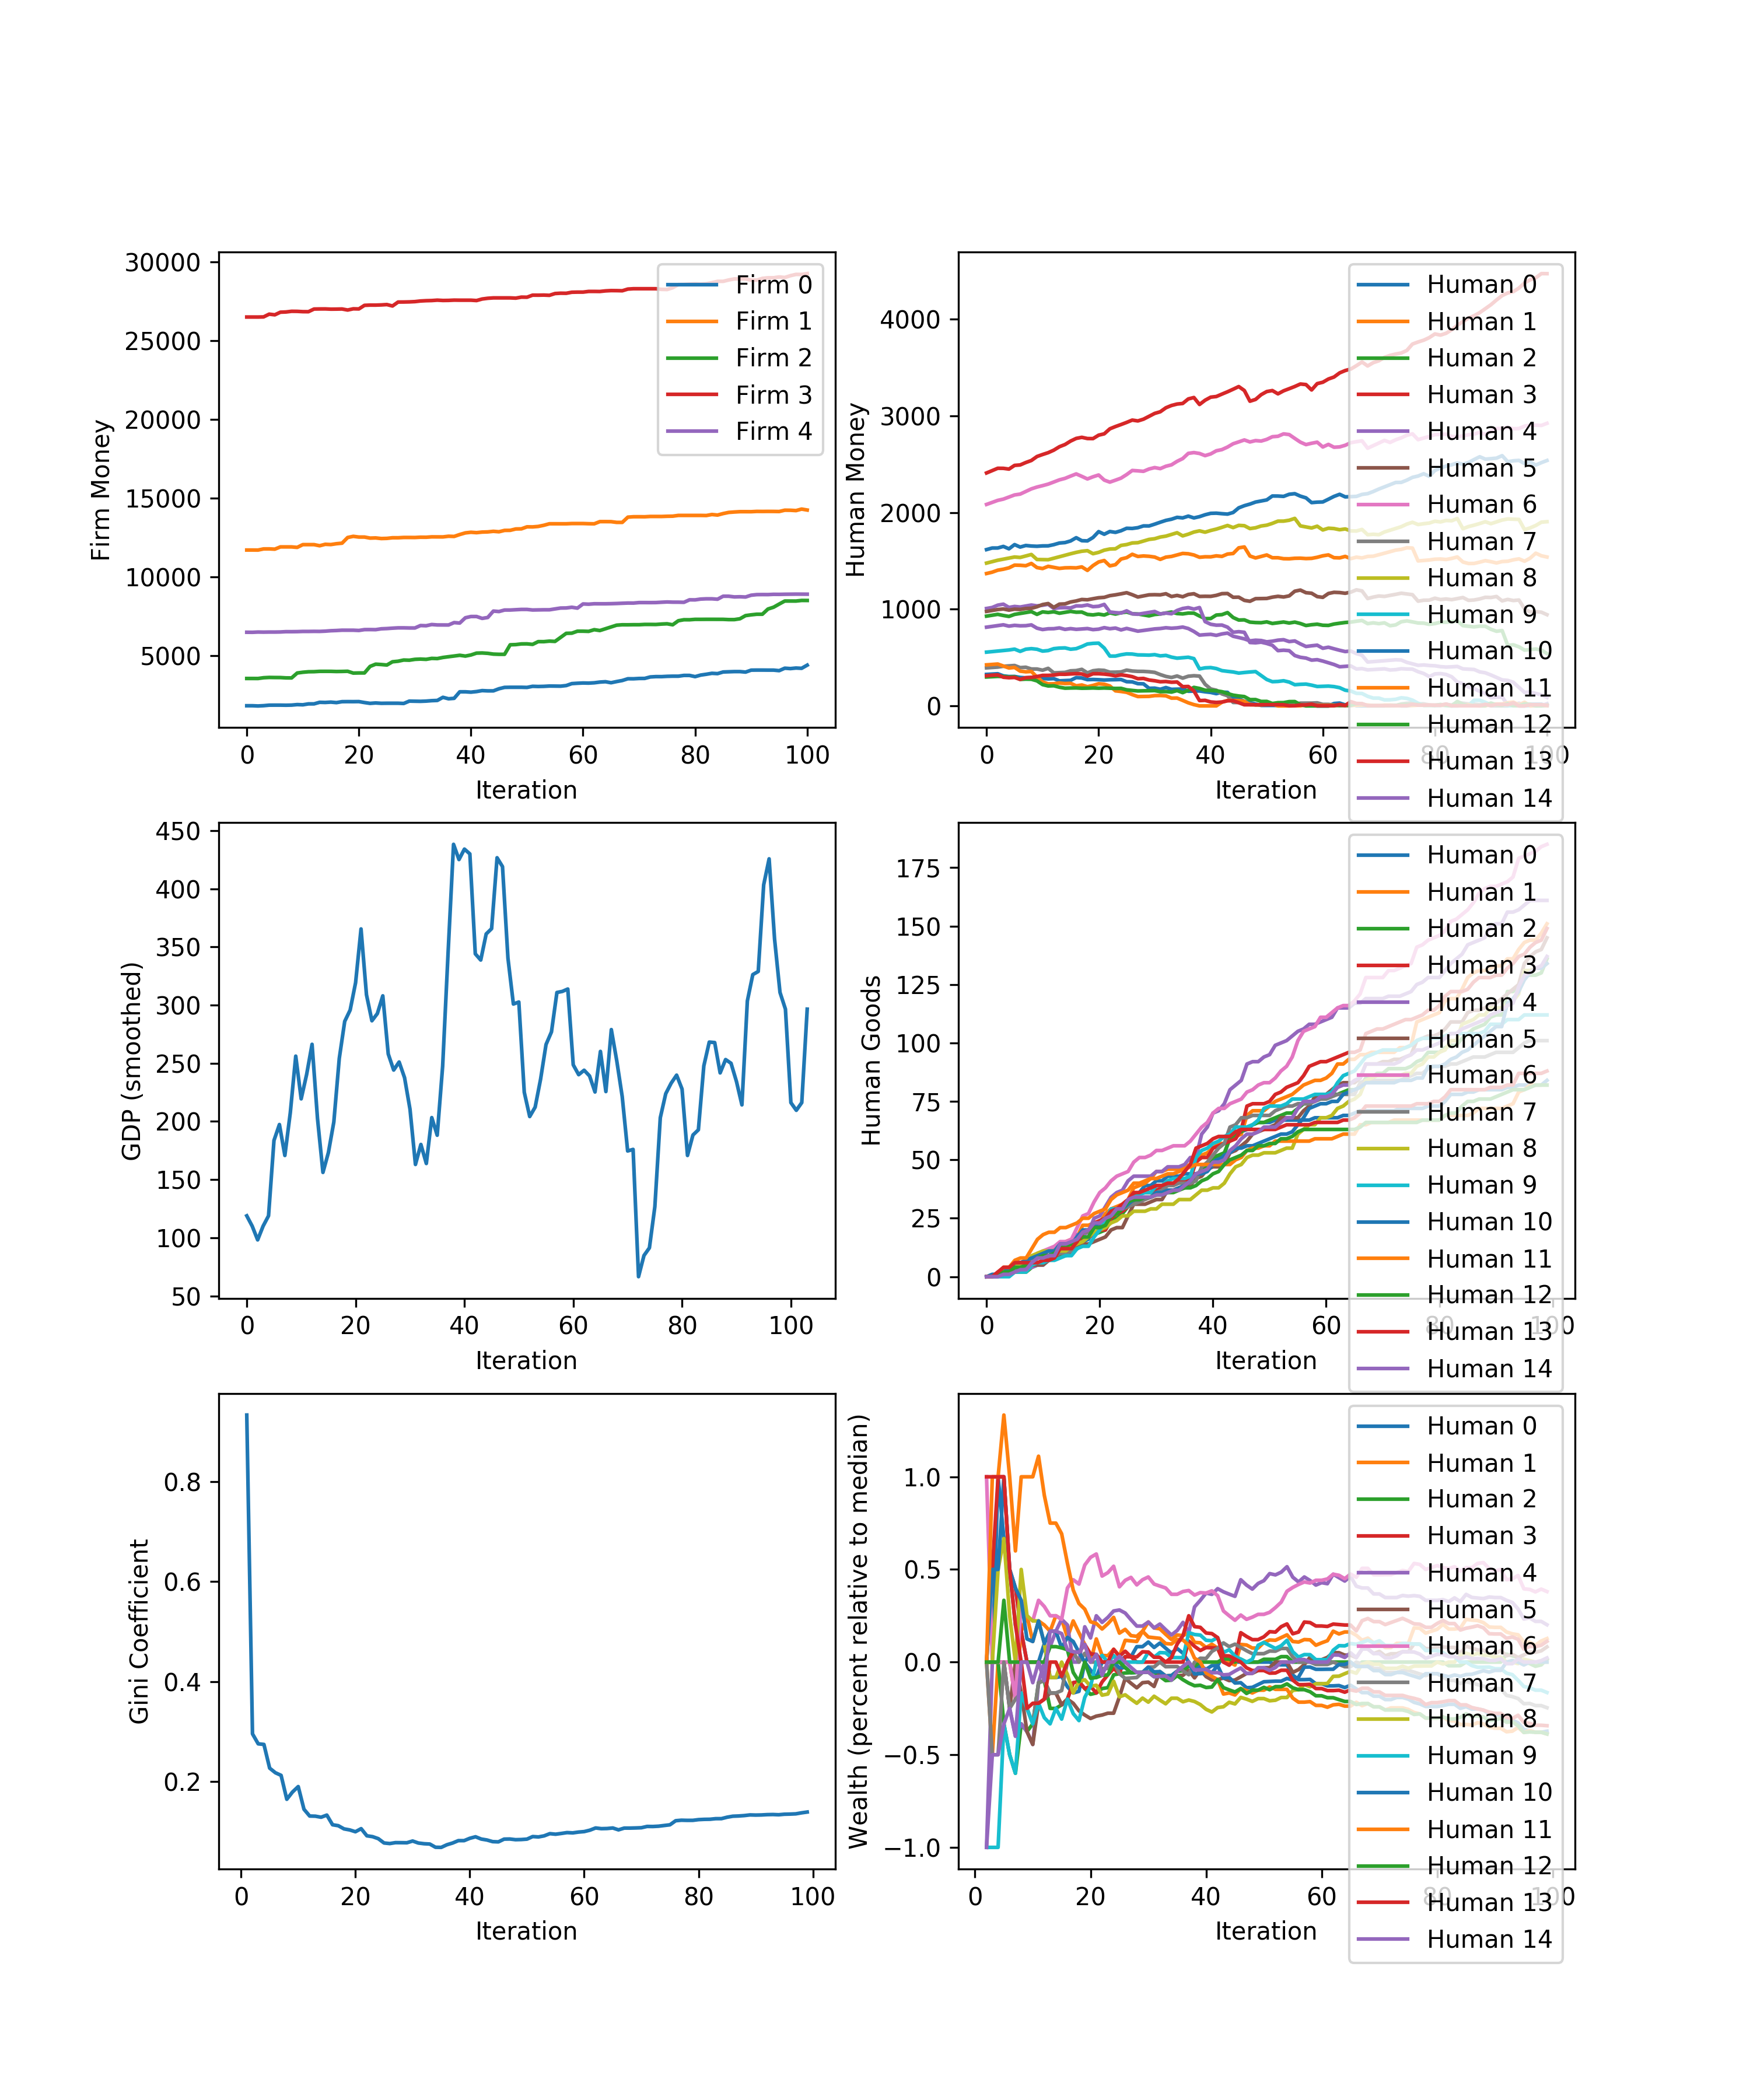 Firm Money
30000
25000
20000
15000
10000
5000
0 20 40 60 80 100
Iteration
Firm 0
Firm 1
Firm 2
Firm 3
Firm 4
Human Money
4000
3000
2000
1000
0
0 20 40 60 80 100
Iteration
Human 0
Human 1
Human 2
Human 3
Human 4
Human 5
Human 6
Human 7
Human 8
Human 9
Human 10
Human 11
Human 12
Human 13
Human 14
GDP (smoothed)
450
400
350
300
250
200
150
100
50
0 20 40 60 80 100
Iteration
Human Goods
175
150
125
100
75
50
25
0
0 20 40 60 80 100
Iteration
Human 0
Human 1
Human 2
Human 3
Human 4
Human 5
Human 6
Human 7
Human 8
Human 9
Human 10
Human 11
Human 12
Human 13
Human 14
Gini Coefficient
0.8
0.6
0.4
0.2
0 20 40 60 80 100
Iteration
Wealth (percent relative to median)
1.0
0.5
0.0
−0.5
−1.0
0 20 40 60 80 100
Iteration
Human 0
Human 1
Human 2
Human 3
Human 4
Human 5
Human 6
Human 7
Human 8
Human 9
Human 10
Human 11
Human 12
Human 13
Human 14